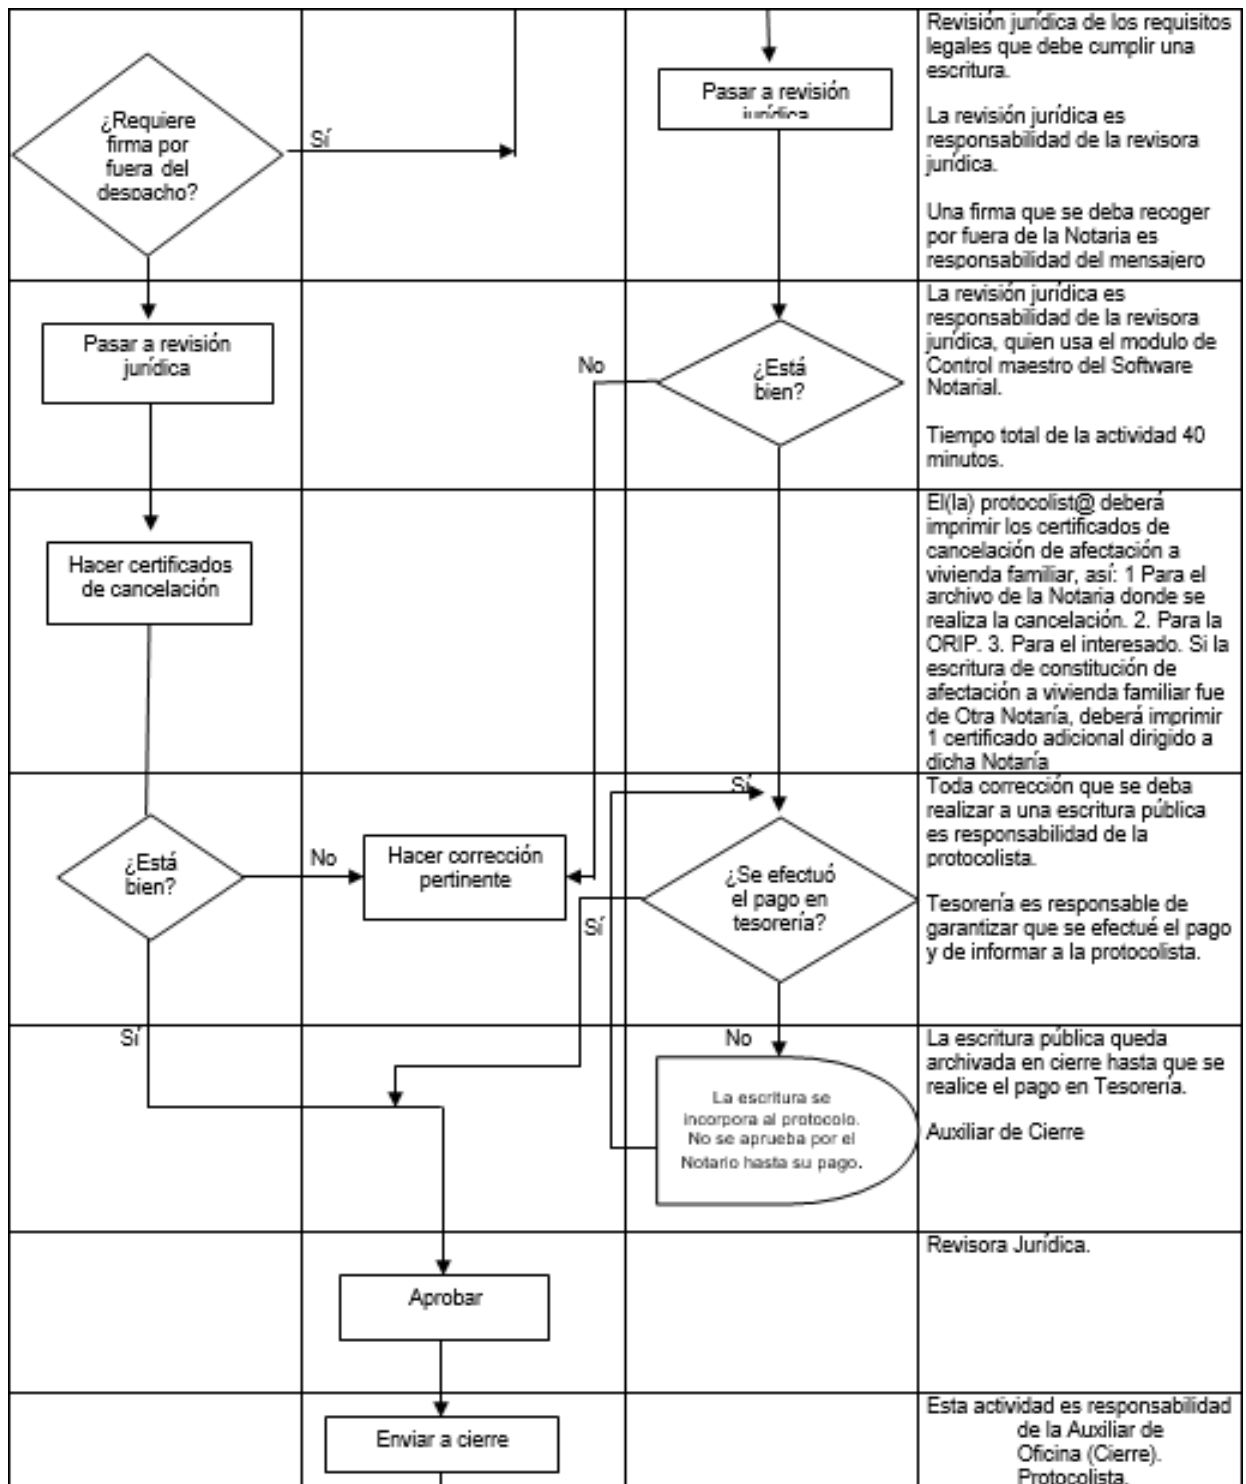 ¿Requiere
firma por
fuera del
despacho?
Sí
Pasar a revisión
jurídica
Revisión jurídica de los requisitos
legales que debe cumplir una
escritura.
La revisión jurídica es
responsabilidad de la revisora
jurídica.
Una firma que se deba recoger
por fuera de la Notaria es
responsabilidad del mensajero
Pasar a revisión
jurídica
No
¿Está
bien?
La revisión jurídica es
responsabilidad de la revisora
jurídica, quien usa el modulo de
Control maestro del Software
Notarial.
Tiempo total de la actividad 40
minutos.
Hacer certificados
de cancelación
El(la) protocolist@ deberá
imprimir los certificados de
cancelación de afectación a
vivienda familiar, así: 1 Para el
archivo de la Notaria donde se
realiza la cancelación. 2. Para la
ORIP. 3. Para el interesado. Si la
escritura de constitución de
afectación a vivienda familiar fue
de Otra Notaría, deberá imprimir
1 certificado adicional dirigido a
dicha Notaría
¿Está
bien?
No
Hacer corrección
pertinente
Sí
Sí
¿Se efectuó
el pago en
tesorería?
Toda corrección que se deba
realizar a una escritura pública
es responsabilidad de la
protocolista.
Tesorería es responsable de
garantizar que se efectué el pago
y de informar a la protocolista.
Sí
No
La escritura se
incorpora al protocolo.
No se aprueba por el
Notario hasta su pago.
La escritura pública queda
archivada en cierre hasta que se
realice el pago en Tesorería.
Auxiliar de Cierre
Aprobar
Revisora Jurídica.
Enviar a cierre
Esta actividad es responsabilidad
de la Auxiliar de
Oficina (Cierre).
Protocolista.